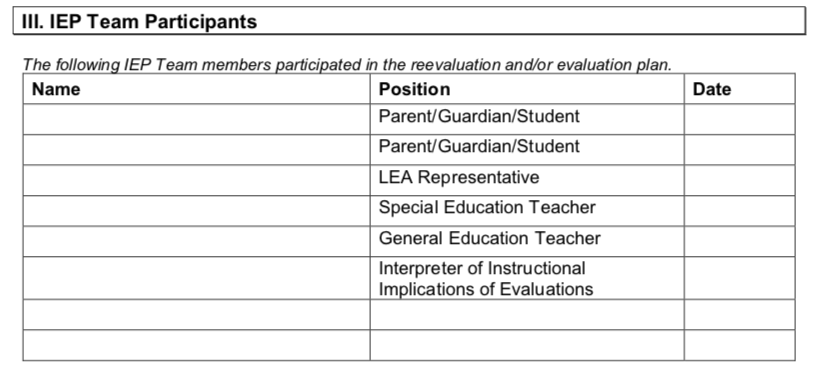 III. IEP Team Participants
The following IEP Team members participated in the reevaluation and/or evaluation plan.
Name Position Date
Parent/Guardian/Student
Parent/Guardian/Student
LEA Representative
Special Education Teacher
General Education Teacher
Interpreter of Instructional
Implications of Evaluations